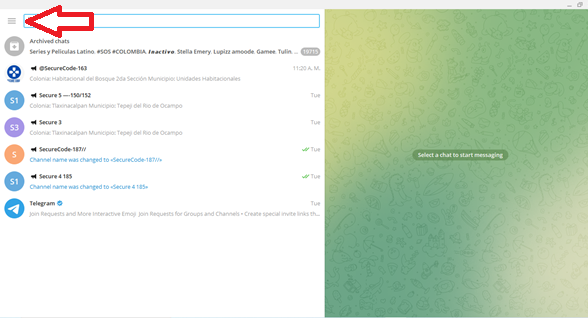 Archived chats
Series y Peliculas Latino, #SOS #COLOMBIA, Inactivo, Stella Emery, Lupizz amoode, Gamee, Tulin, ... 10715
@SecureCode-163 11:20 A. M.
Colonia: Habitacional del Bosque 2da Sección Municipio: Unidades Habitacionales
S1 Secure 5 —-150/152 Tue
Colonia: Tlaxinacalpan Municipio: Tepey del Rio de Ocampo
S3 Secure 3 Tue
Colonia: Tlaxinacalpan Municipio: Tepey del Rio de Ocampo
S SecureCode-187// Tue
Channel name was changed to «SecureCode-187//»
S1 Secure 4 185 Tue
Channel name was changed to «Secure 4 185»
Telegram Tue
Join Requests and More Interactive Emoji Join Requests for Groups and Channels • Create special invite links th...
Select a chat to start messaging